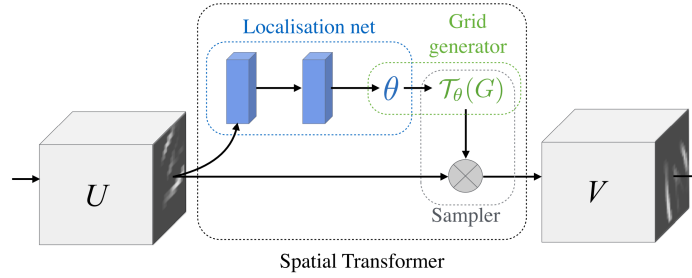 Localisation net
Grid
generator
θ
𝒯θ(G)
U
V
Sampler
Spatial Transformer